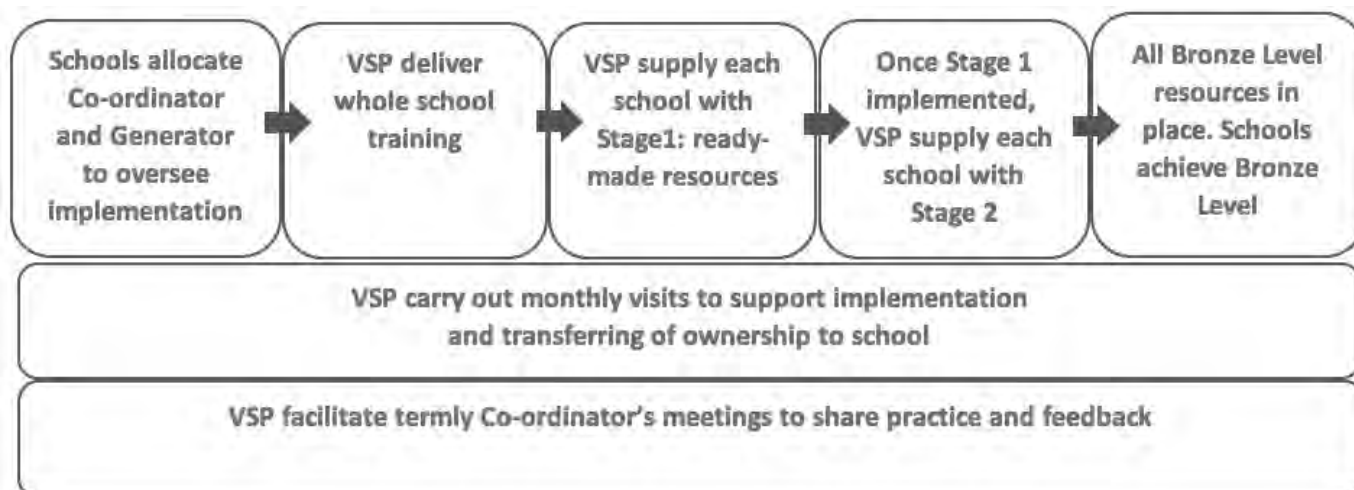 Schools allocate
Co-ordinator
and Generator
to oversee
implementation
VSP deliver
whole school
training
VSP supply each
school with
Stage1: ready-
made resources
Once Stage 1
implemented,
VSP supply each
school with
Stage 2
All Bronze Level
resources in
place. Schools
achieve Bronze
Level
VSP carry out monthly visits to support implementation
and transferring of ownership to school
VSP facilitate termly Co-ordinator's meetings to share practice and feedback